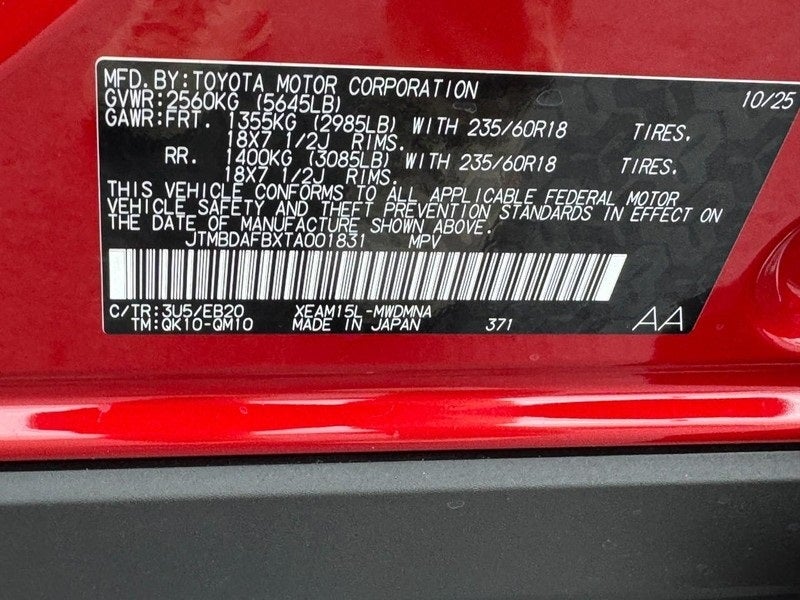 MFD.BY:TOYOTA MOTOR CORPORATION 10/25
GVWR:2560KG (5645LB)
GAWR:FRT. 1355KG (2985LB) WITH 235/60R18 TIRES.
18X7 1/2J RIMS.
RR. 1400KG (3085LB) WITH 235/60R18 TIRES.
18X7 1/2J RIMS.
THIS VEHICLE CONFORMS TO ALL APPLICABLE FEDERAL MOTOR
VEHICLE SAFETY AND THEFT PREVENTION STANDARDS IN EFFECT ON
THE DATE OF MANUFACTURE SHOWN ABOVE.
JTMBDAFBXTA001831 MPV
C/TR:3U5/EB20 XEAM15L-MWDMNA
TM:QK10-QM10 MADE IN JAPAN 371 AA